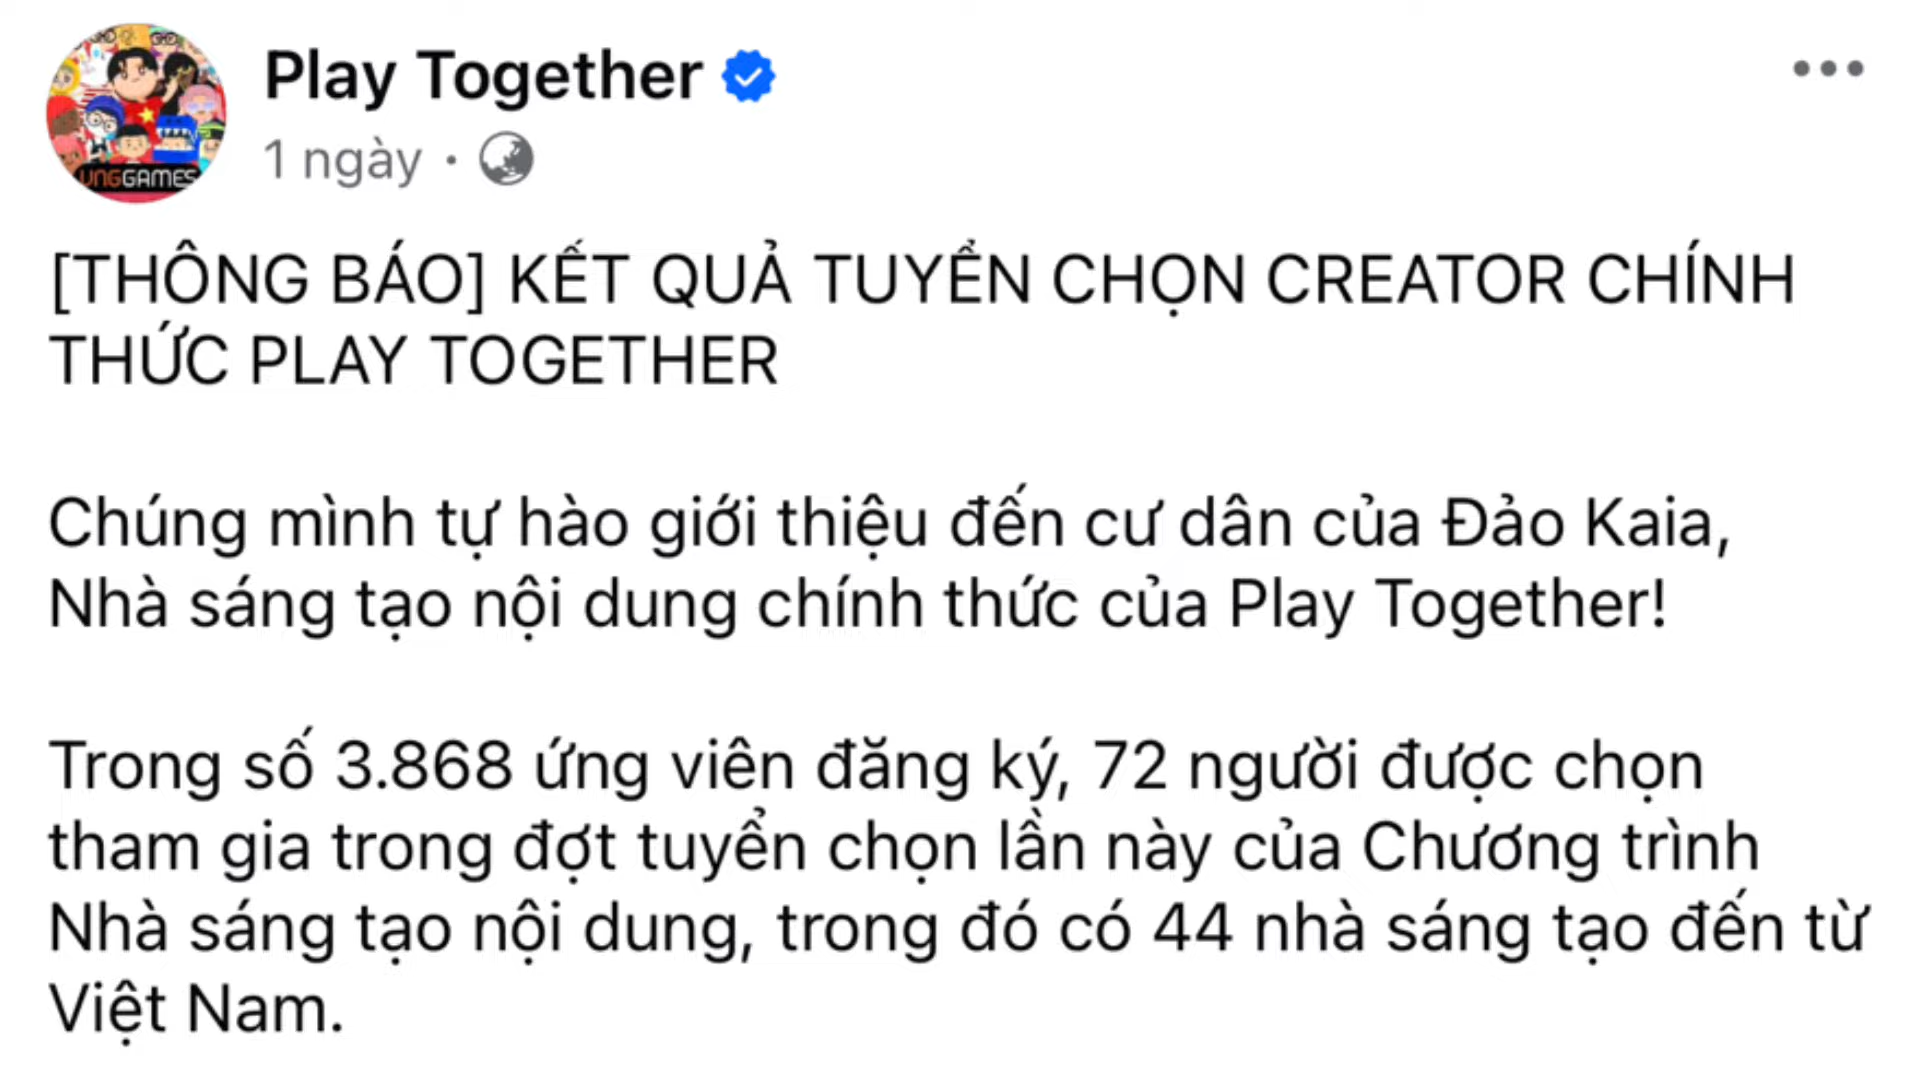 Play Together
1 ngày ·
VNGGAMES
[THÔNG BÁO] KẾT QUẢ TUYỂN CHỌN CREATOR CHÍNH
THỨC PLAY TOGETHER
Chúng mình tự hào giới thiệu đến cư dân của Đảo Kaia,
Nhà sáng tạo nội dung chính thức của Play Together!
Trong số 3.868 ứng viên đăng ký, 72 người được chọn
tham gia trong đợt tuyển chọn lần này của Chương trình
Nhà sáng tạo nội dung, trong đó có 44 nhà sáng tạo đến từ
Việt Nam.